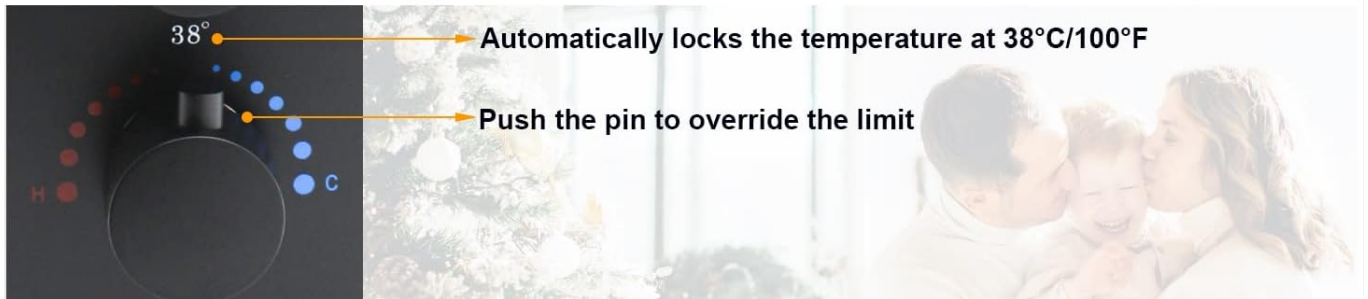 38°
Automatically locks the temperature at 38°C/100°F
Push the pin to override the limit
H
C